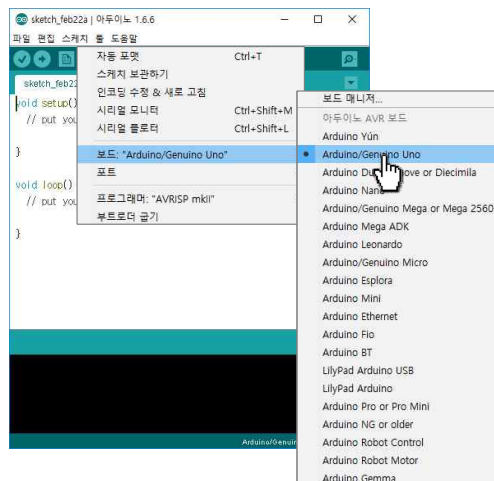 sketch_feb22a | 아두이노 1.6.6
파일 편집 스케치 툴 도움말
sketch_feb22
void setup()
// put you
}
void loop()
// put you
}
자동 포맷 Ctrl+T
스케치 보관하기
인코딩 수정 & 새로 고침
시리얼 모니터 Ctrl+Shift+M
시리얼 플로터 Ctrl+Shift+L
보드: "Arduino/Genuino Uno"
포트
프로그래머: "AVRISP mkII"
부트로더 굽기
보드 매니저...
아두이노 AVR 보드
Arduino Yún
Arduino/Genuino Uno
Arduino Du ove or Diecimila
Arduino Nano
Arduino/Genuino Mega or Mega 2560
Arduino Mega ADK
Arduino Leonardo
Arduino/Genuino Micro
Arduino Esplora
Arduino Mini
Arduino Ethernet
Arduino Fio
Arduino BT
LilyPad Arduino USB
LilyPad Arduino
Arduino Pro or Pro Mini
Arduino NG or older
Arduino Robot Control
Arduino Robot Motor
Arduino Gemma
Arduino/Genuin